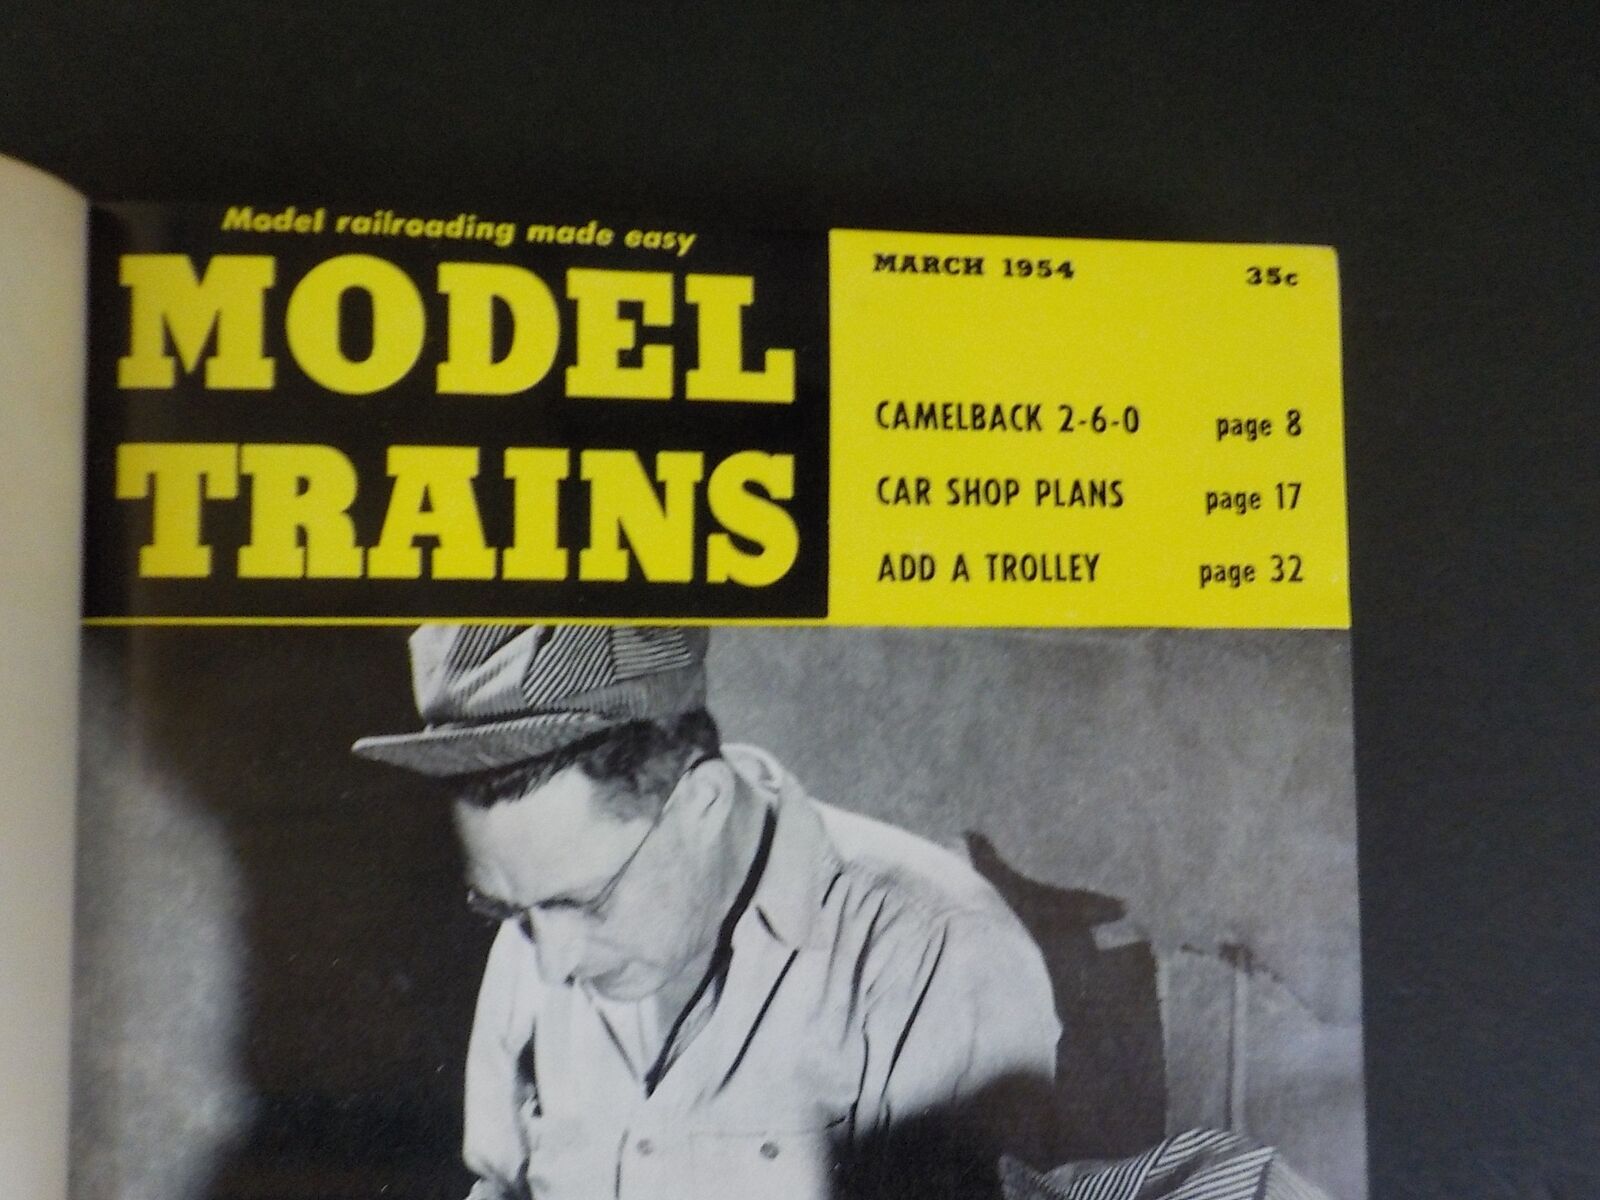 Model railroading made easy
MODEL
TRAINS
MARCH 1954 35c
CAMELBACK 2-6-0 page 8
CAR SHOP PLANS page 17
ADD A TROLLEY page 32